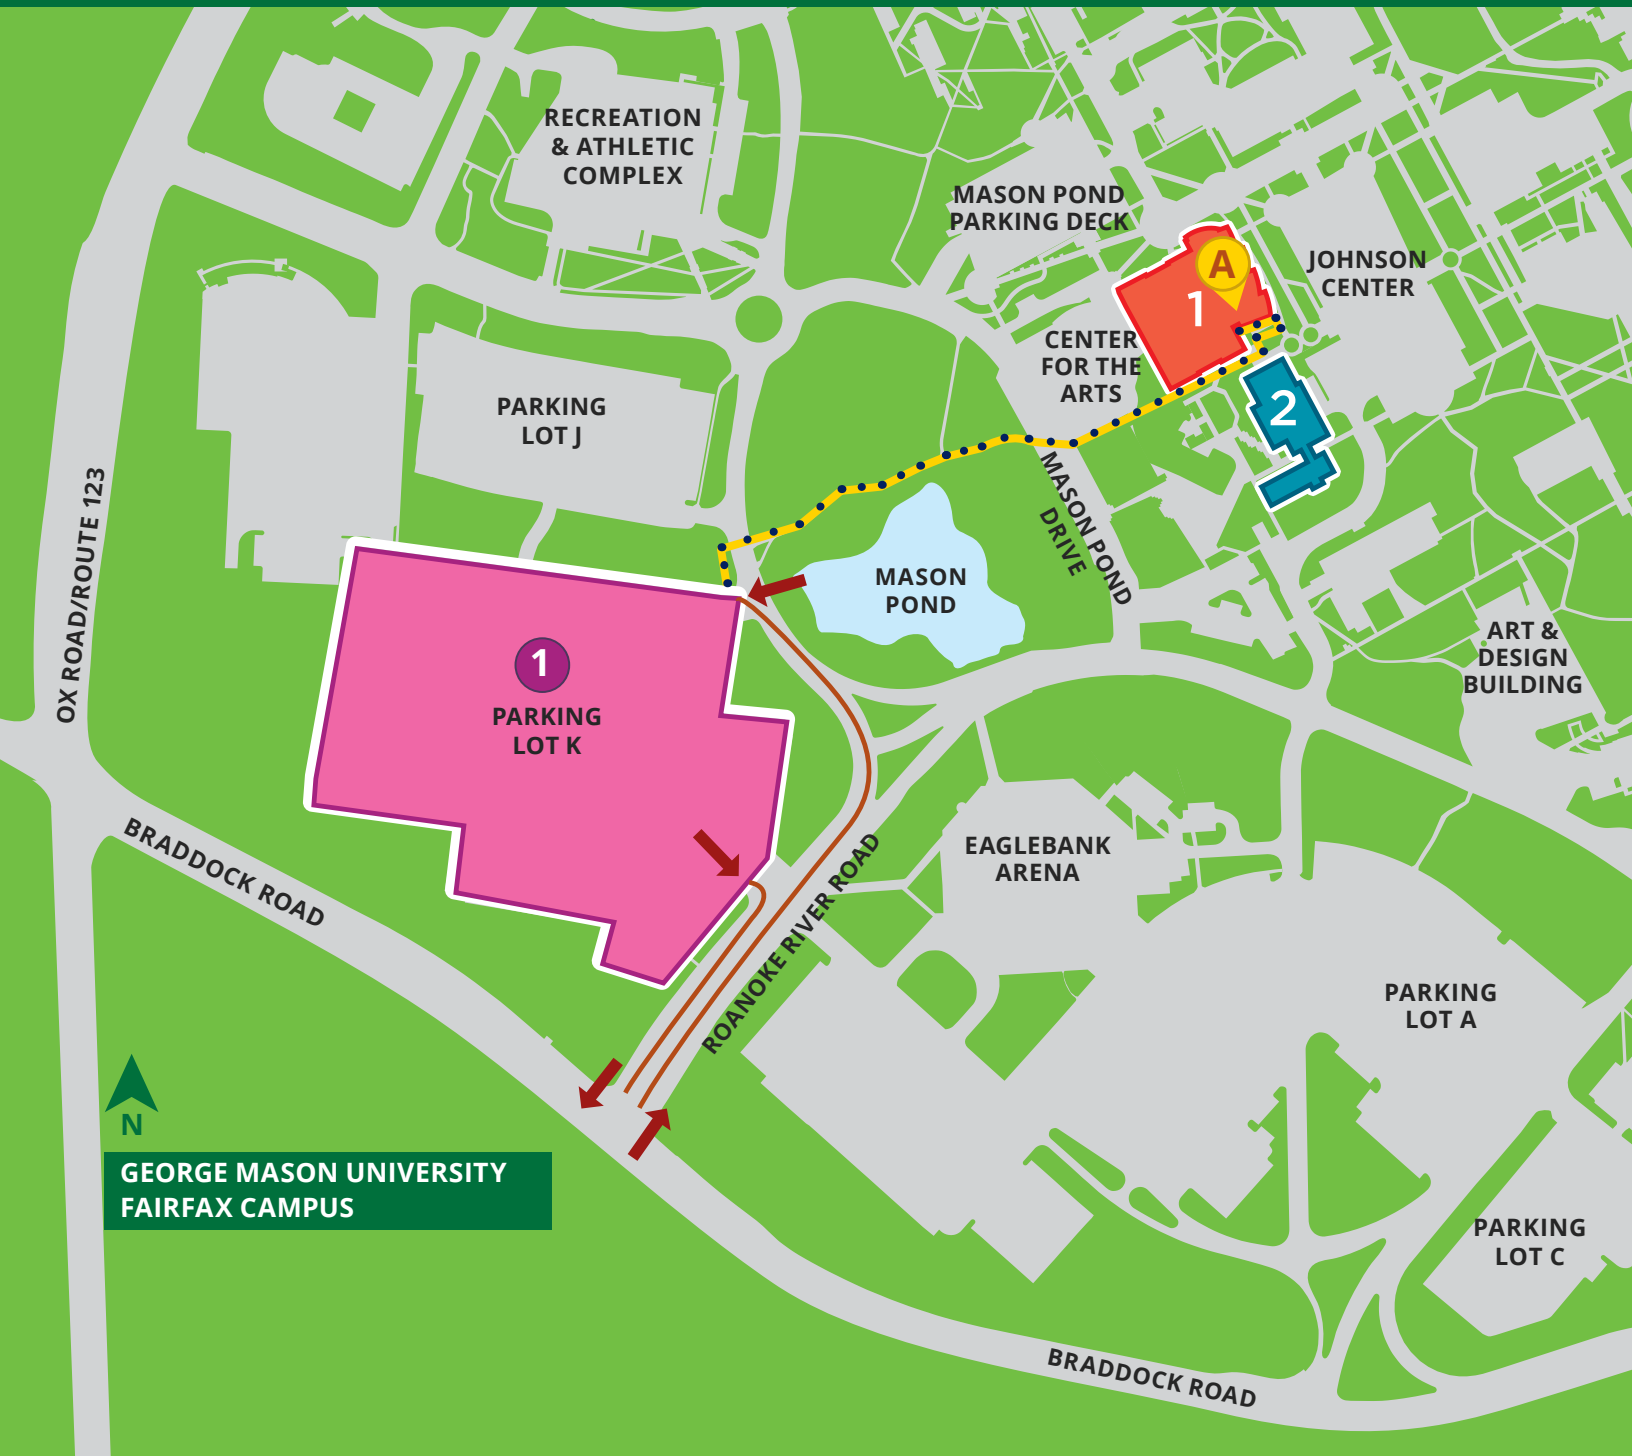 RECREATION
& ATHLETIC
COMPLEX
MASON POND
PARKING DECK
A
1
JOHNSON
CENTER
CENTER
FOR THE
ARTS
2
PARKING
LOT J
OX ROAD/ROUTE 123
MASON POND
DRIVE
MASON
POND
1
PARKING
LOT K
ART &
DESIGN
BUILDING
BRADDOCK ROAD
EAGLEBANK
ARENA
ROANOKE RIVER ROAD
PARKING
LOT A
N
GEORGE MASON UNIVERSITY
FAIRFAX CAMPUS
PARKING
LOT C
BRADDOCK ROAD